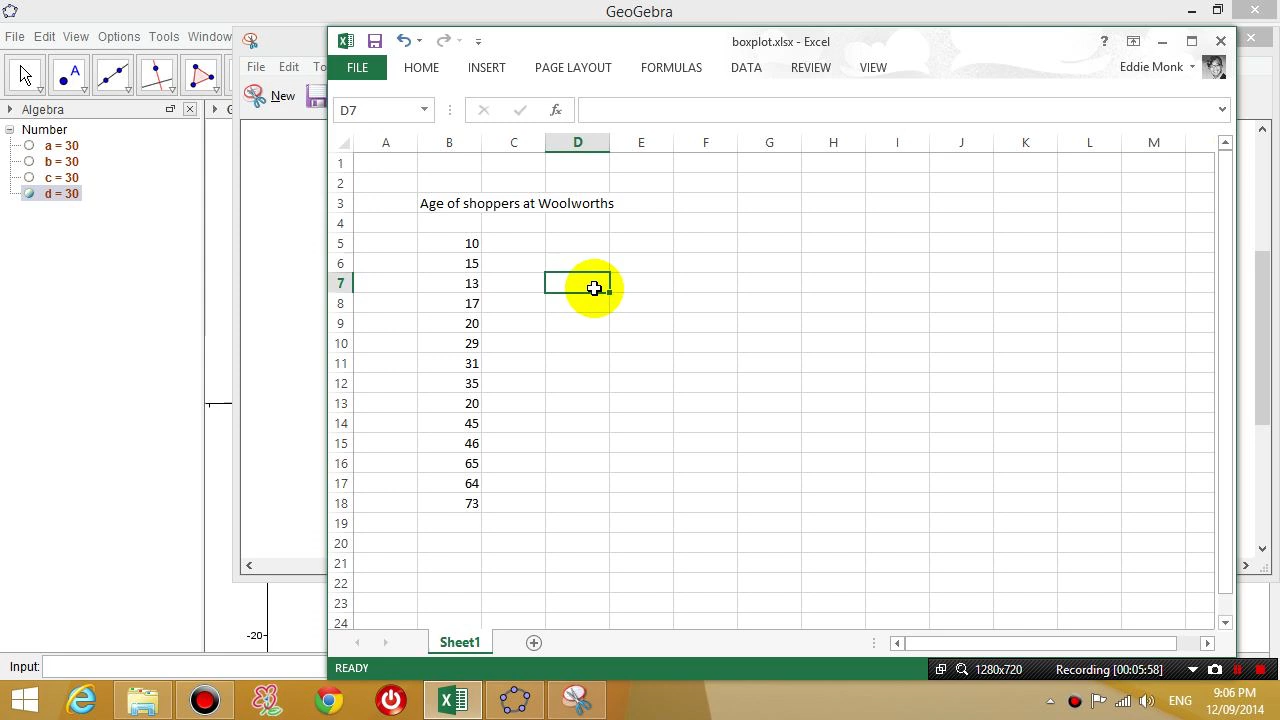 GeoGebra
File Edit View Options Tools Window
Algebra
Number
a = 30
b = 30
c = 30
d = 30
File Edit To
New
boxplot.xlsx - Excel
FILE HOME INSERT PAGE LAYOUT FORMULAS DATA REVIEW VIEW Eddie Monk
D7
A B C D E F G H I J K L M
1
2
3 Age of shoppers at Woolworths
4
5 10
6 15
7 13
8 17
9 20
10 29
11 31
12 35
13 20
14 45
15 46
16 65
17 64
18 73
19
20
21
22
23
24
-20
Sheet1
READY
Input:
1280x720 Recording [00:05:58]
ENG
9:06 PM
12/09/2014